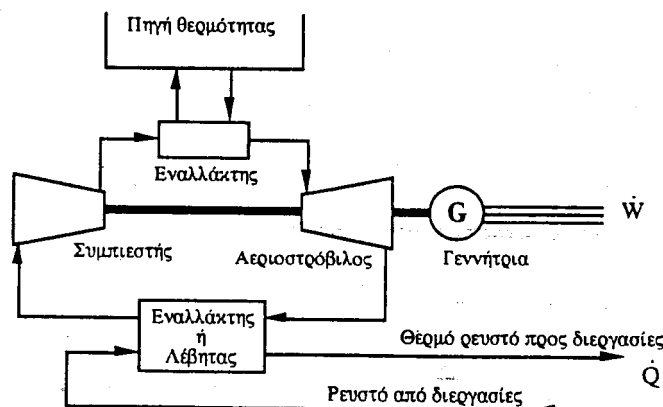 Πηγή θερμότητας
Εναλλάκτης
G
Ẇ
Συμπιεστής
Αεριοστρόβιλος
Γεννήτρια
Εναλλάκτης
ή
Λέβητας
Θερμό ρευστό προς διεργασίες
Q̇
Ρευστό από διεργασίες